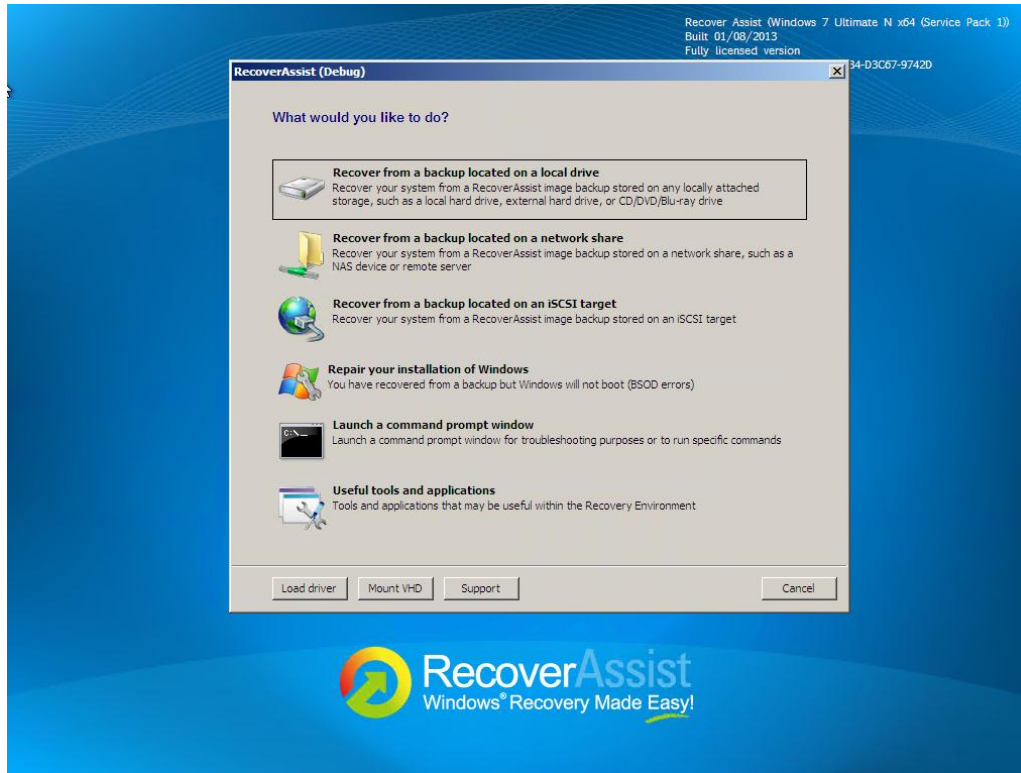 Recover Assist (Windows 7 Ultimate N x64 (Service Pack 1))
Built 01/08/2013
Fully licensed version
34-D3C67-9742D
RecoverAssist (Debug)
What would you like to do?
Recover from a backup located on a local drive
Recover your system from a RecoverAssist image backup stored on any locally attached
storage, such as a local hard drive, external hard drive, or CD/DVD/Blu-ray drive
Recover from a backup located on a network share
Recover your system from a RecoverAssist image backup stored on a network share, such as a
NAS device or remote server
Recover from a backup located on an iSCSI target
Recover your system from a RecoverAssist image backup stored on an iSCSI target
Repair your installation of Windows
You have recovered from a backup but Windows will not boot (BSOD errors)
C:\_
Launch a command prompt window
Launch a command prompt window for troubleshooting purposes or to run specific commands
Useful tools and applications
Tools and applications that may be useful within the Recovery Environment
Load driver Mount VHD Support Cancel
RecoverAssist
Windows® Recovery Made Easy!